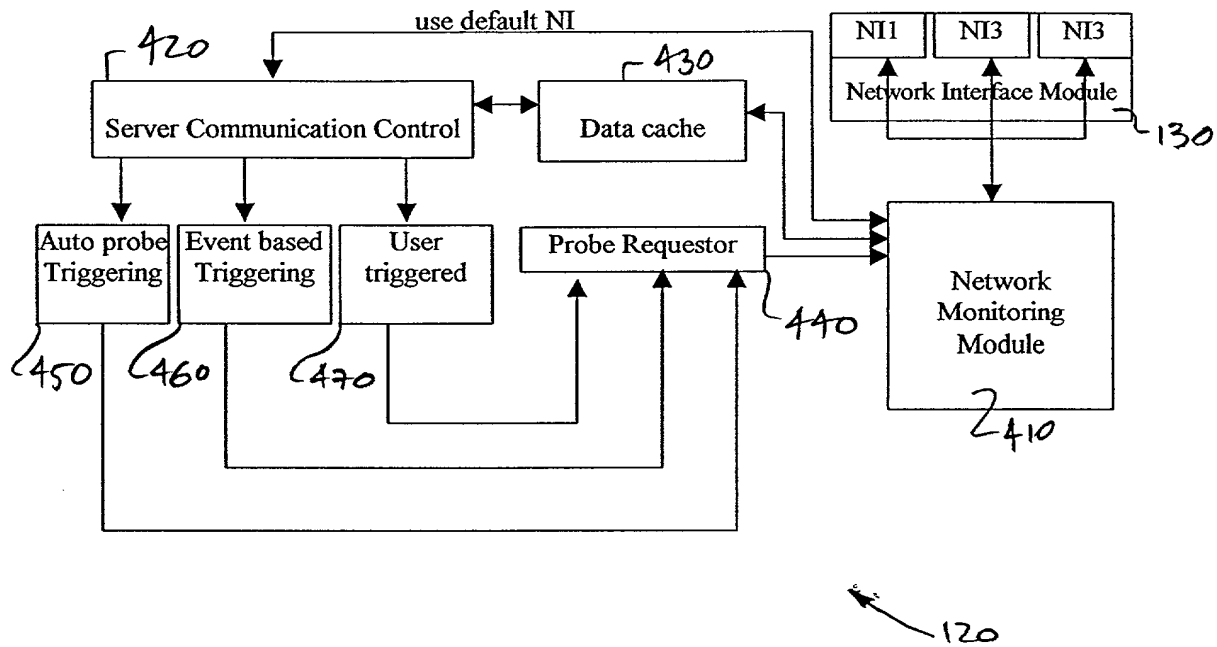 use default NI
NI1 NI3 NI3
420
430
Network Interface Module
130
Server Communication Control
Data cache
Auto probe
Triggering
Event based
Triggering
User
triggered
Probe Requestor
Network
Monitoring
Module
440
450
460
470
410
120